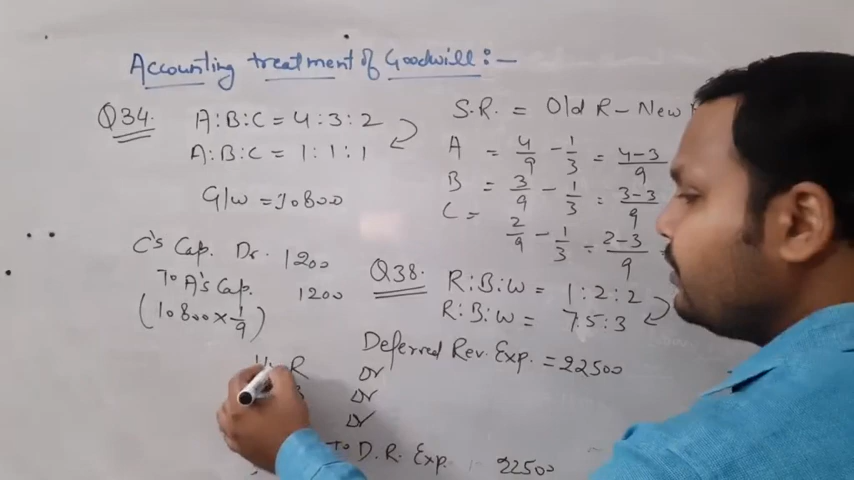 Accounting treatment of Goodwill:-
Q34. A:B:C = 4:3:2
A:B:C = 1:1:1
G/w = 10800
S.R. = Old R - New
A = 4/9 - 1/3 = 4-3/9
B = 3/9 - 1/3 = 3-3/9
C = 2/9 - 1/3 = 2-3/9
C's Cap. Dr. 1200
To A's Cap. 1200
(10800 x 1/9)
Q38. R:B:W = 1:2:2
R:B:W = 7:5:3
Deferred Rev. Exp. = 22500
R Dr
Dr
Dr
To D.R. Exp. 22500